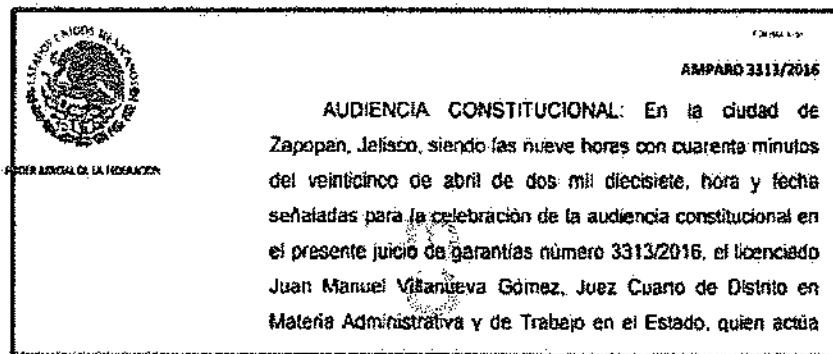 ESTADOS UNIDOS MEXICANOS
AMPARO 3313/2016
AUDIENCIA CONSTITUCIONAL: En la ciudad de
Zapopan, Jalisco, siendo las nueve horas con cuarenta minutos
PODER JUDICIAL DE LA FEDERACIÓN
del veinticinco de abril de dos mil diecisiete, hora y fecha
señaladas para la celebración de la audiencia constitucional en
el presente juicio de garantías número 3313/2016, el licenciado
Juan Manuel Villanueva Gómez, Juez Cuarto de Distrito en
Materia Administrativa y de Trabajo en el Estado, quien actúa